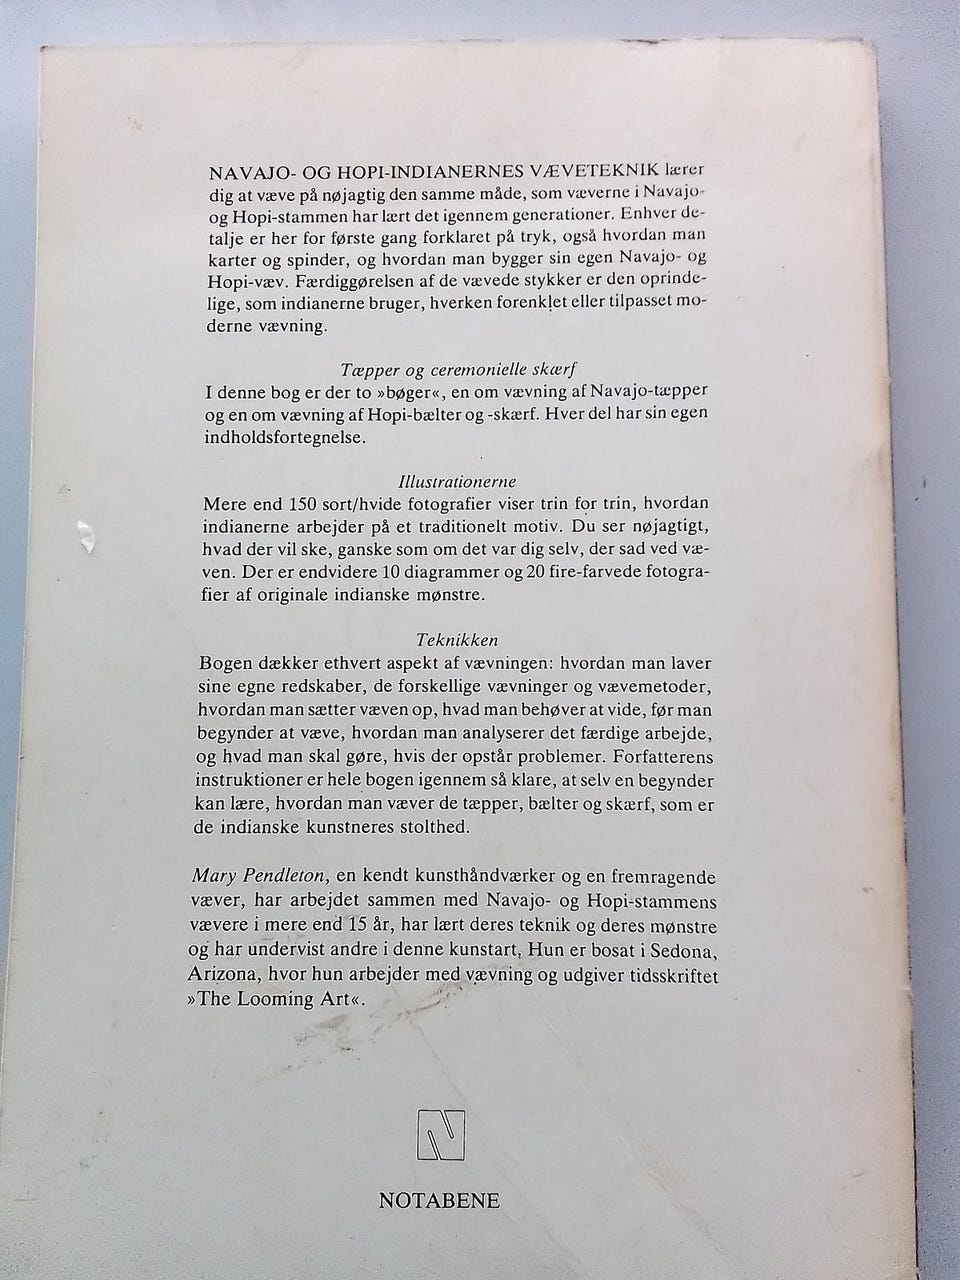 NAVAJO- OG HOPI-INDIANERNES VÆVETEKNIK lærer
dig at væve på nøjagtig den samme måde, som væverne i Navajo-
og Hopi-stammen har lært det igennem generationer. Enhver de-
talje er her for første gang forklaret på tryk, også hvordan man
karter og spinder, og hvordan man bygger sin egen Navajo- og
Hopi-væv. Færdiggørelsen af de vævede stykker er den oprinde-
lige, som indianerne bruger, hverken forenklet eller tilpasset mo-
derne vævning.
Tæpper og ceremonielle skærf
I denne bog er der to »bøger«, en om vævning af Navajo-tæpper
og en om vævning af Hopi-bælter og -skærf. Hver del har sin egen
indholdsfortegnelse.
Illustrationerne
Mere end 150 sort/hvide fotografier viser trin for trin, hvordan
indianerne arbejder på et traditionelt motiv. Du ser nøjagtigt,
hvad der vil ske, ganske som om det var dig selv, der sad ved væ-
ven. Der er endvidere 10 diagrammer og 20 fire-farvede fotogra-
fier af originale indianske mønstre.
Teknikken
Bogen dækker ethvert aspekt af vævningen: hvordan man laver
sine egne redskaber, de forskellige vævninger og vævemetoder,
hvordan man sætter væven op, hvad man behøver at vide, før man
begynder at væve, hvordan man analyserer det færdige arbejde,
og hvad man skal gøre, hvis der opstår problemer. Forfatterens
instruktioner er hele bogen igennem så klare, at selv en begynder
kan lære, hvordan man væver de tæpper, bælter og skærf, som er
de indianske kunstneres stolthed.
Mary Pendleton, en kendt kunsthåndværker og en fremragende
væver, har arbejdet sammen med Navajo- og Hopi-stammens
vævere i mere end 15 år, har lært deres teknik og deres mønstre
og har undervist andre i denne kunstart, Hun er bosat i Sedona,
Arizona, hvor hun arbejder med vævning og udgiver tidsskriftet
»The Looming Art«.
N
NOTABENE